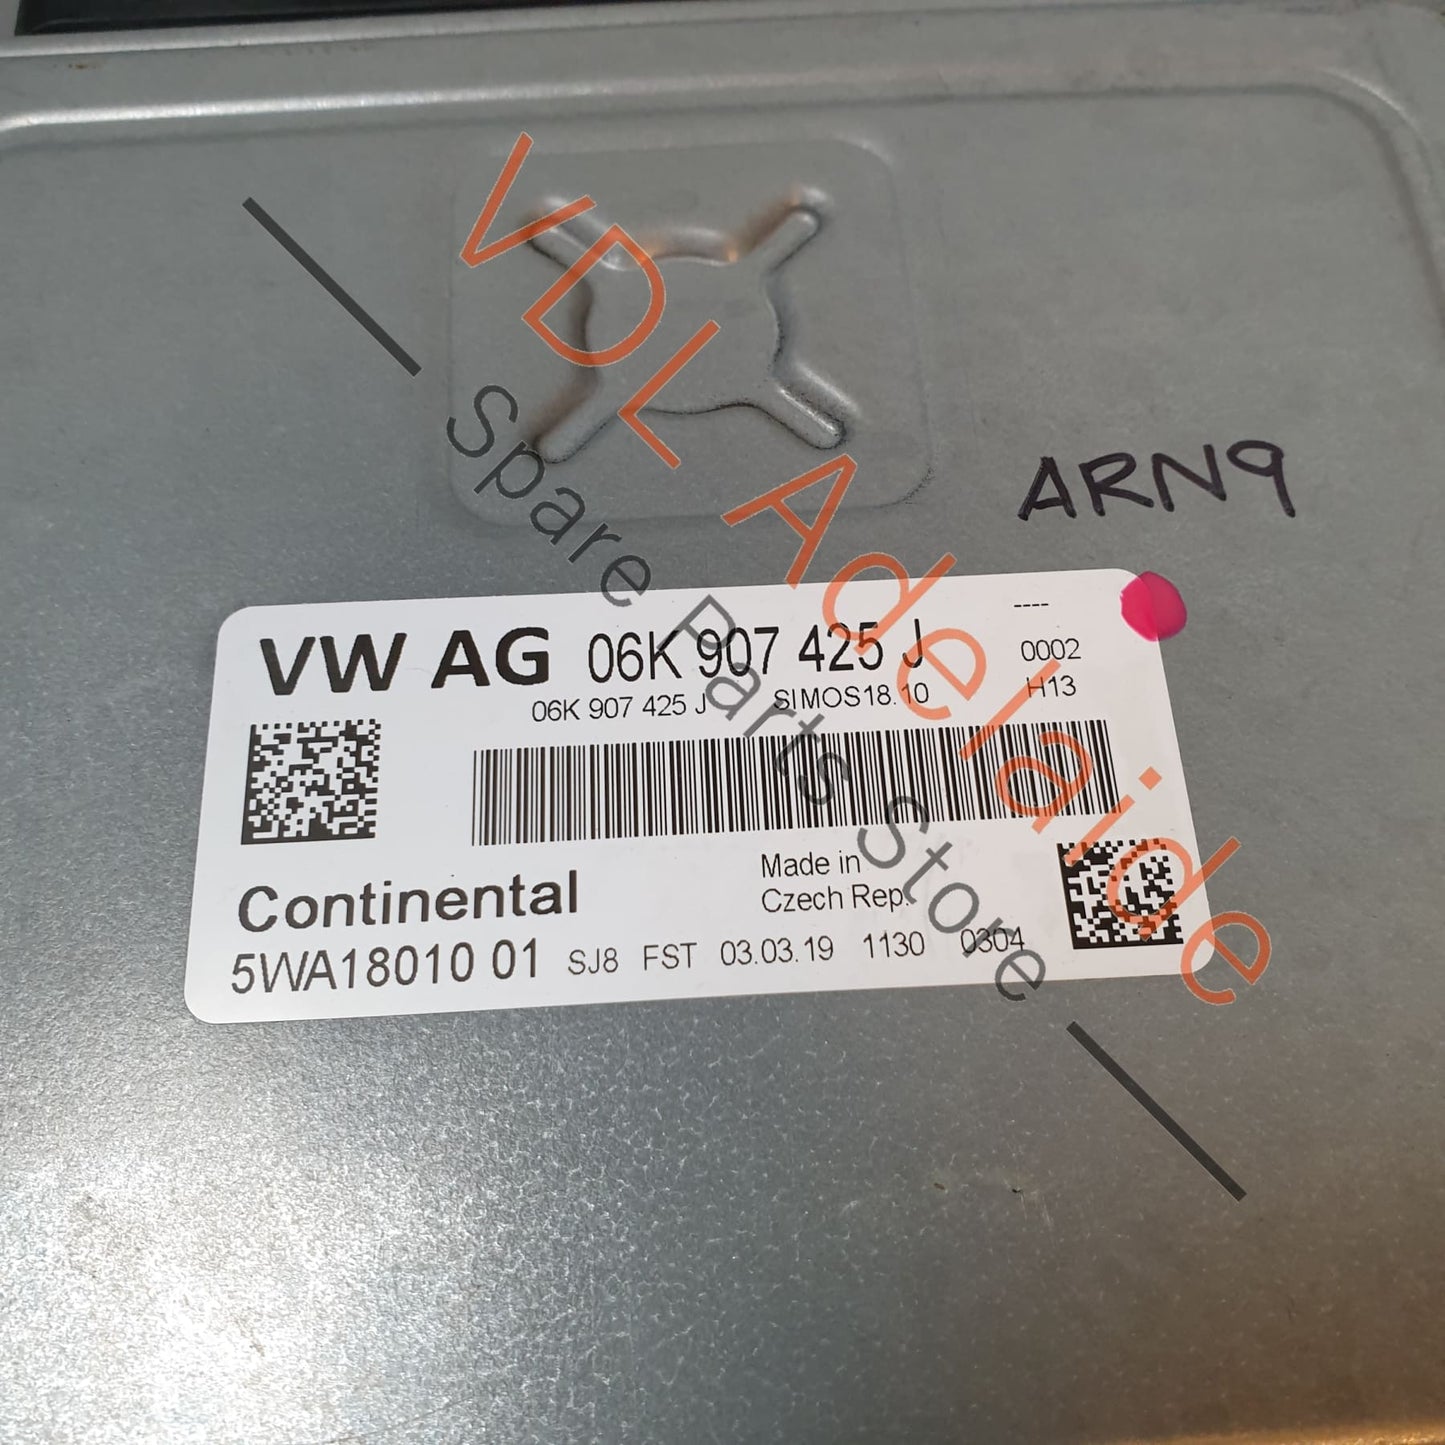 VDL Adelaide
Spare Parts Store
ARN9
----
VW AG 06K 907 425 J 0002
06K 907 425 J SIMOS18.10 H13
Made in
Czech Rep.
Continental
5WA18010 01 SJ8 FST 03.03.19 1130 0304